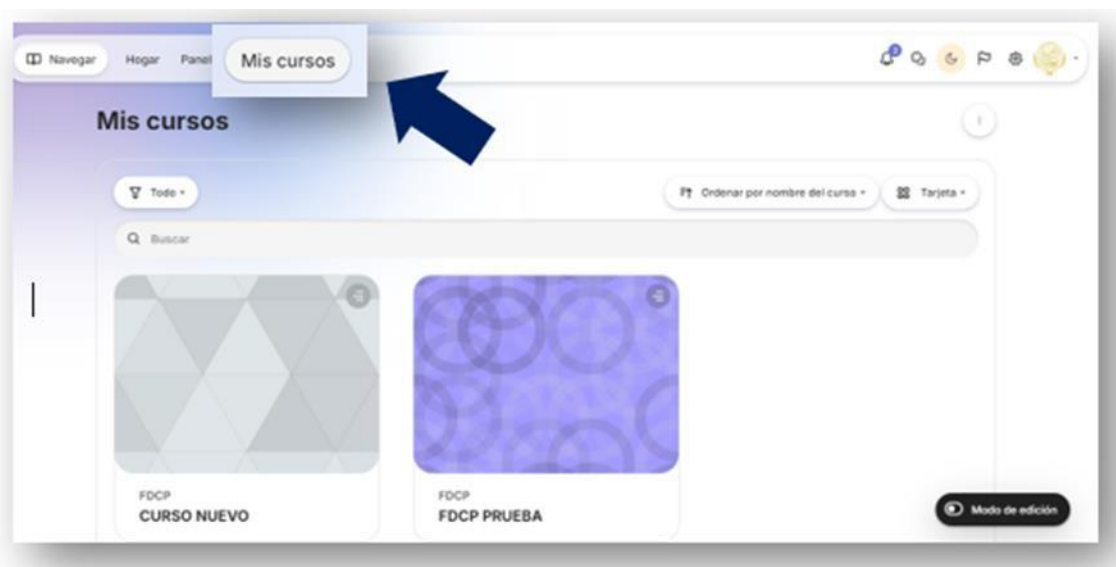 Navegar Hogar Panel Mis cursos
Mis cursos
Todo
Ordenar por nombre del curso
Tarjeta
Buscar
FDCP
CURSO NUEVO
FDCP
FDCP PRUEBA
Modo de edición